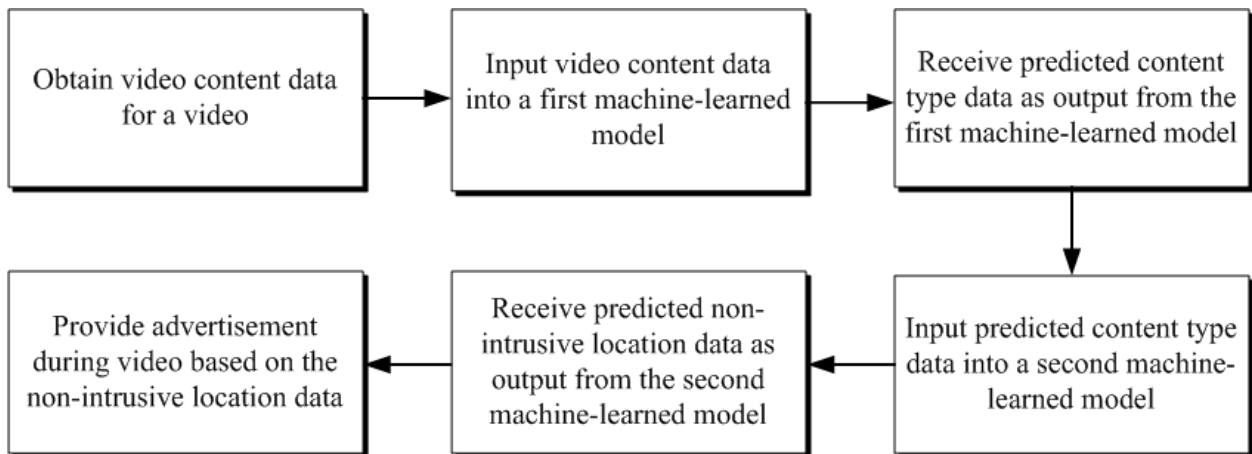 Obtain video content data
for a video
Input video content data
into a first machine-learned
model
Receive predicted content
type data as output from the
first machine-learned model
Input predicted content type
data into a second machine-
learned model
Receive predicted non-
intrusive location data as
output from the second
machine-learned model
Provide advertisement
during video based on the
non-intrusive location data